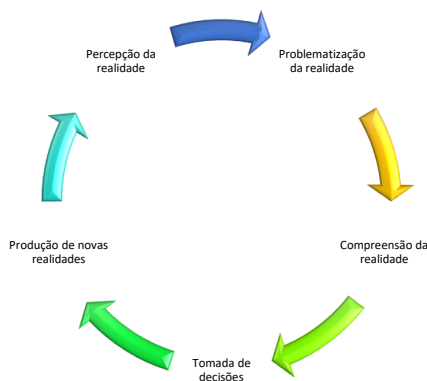 Percepção da
realidade
Problematização
da realidade
Compreensão da
realidade
Tomada de
decisões
Produção de novas
realidades